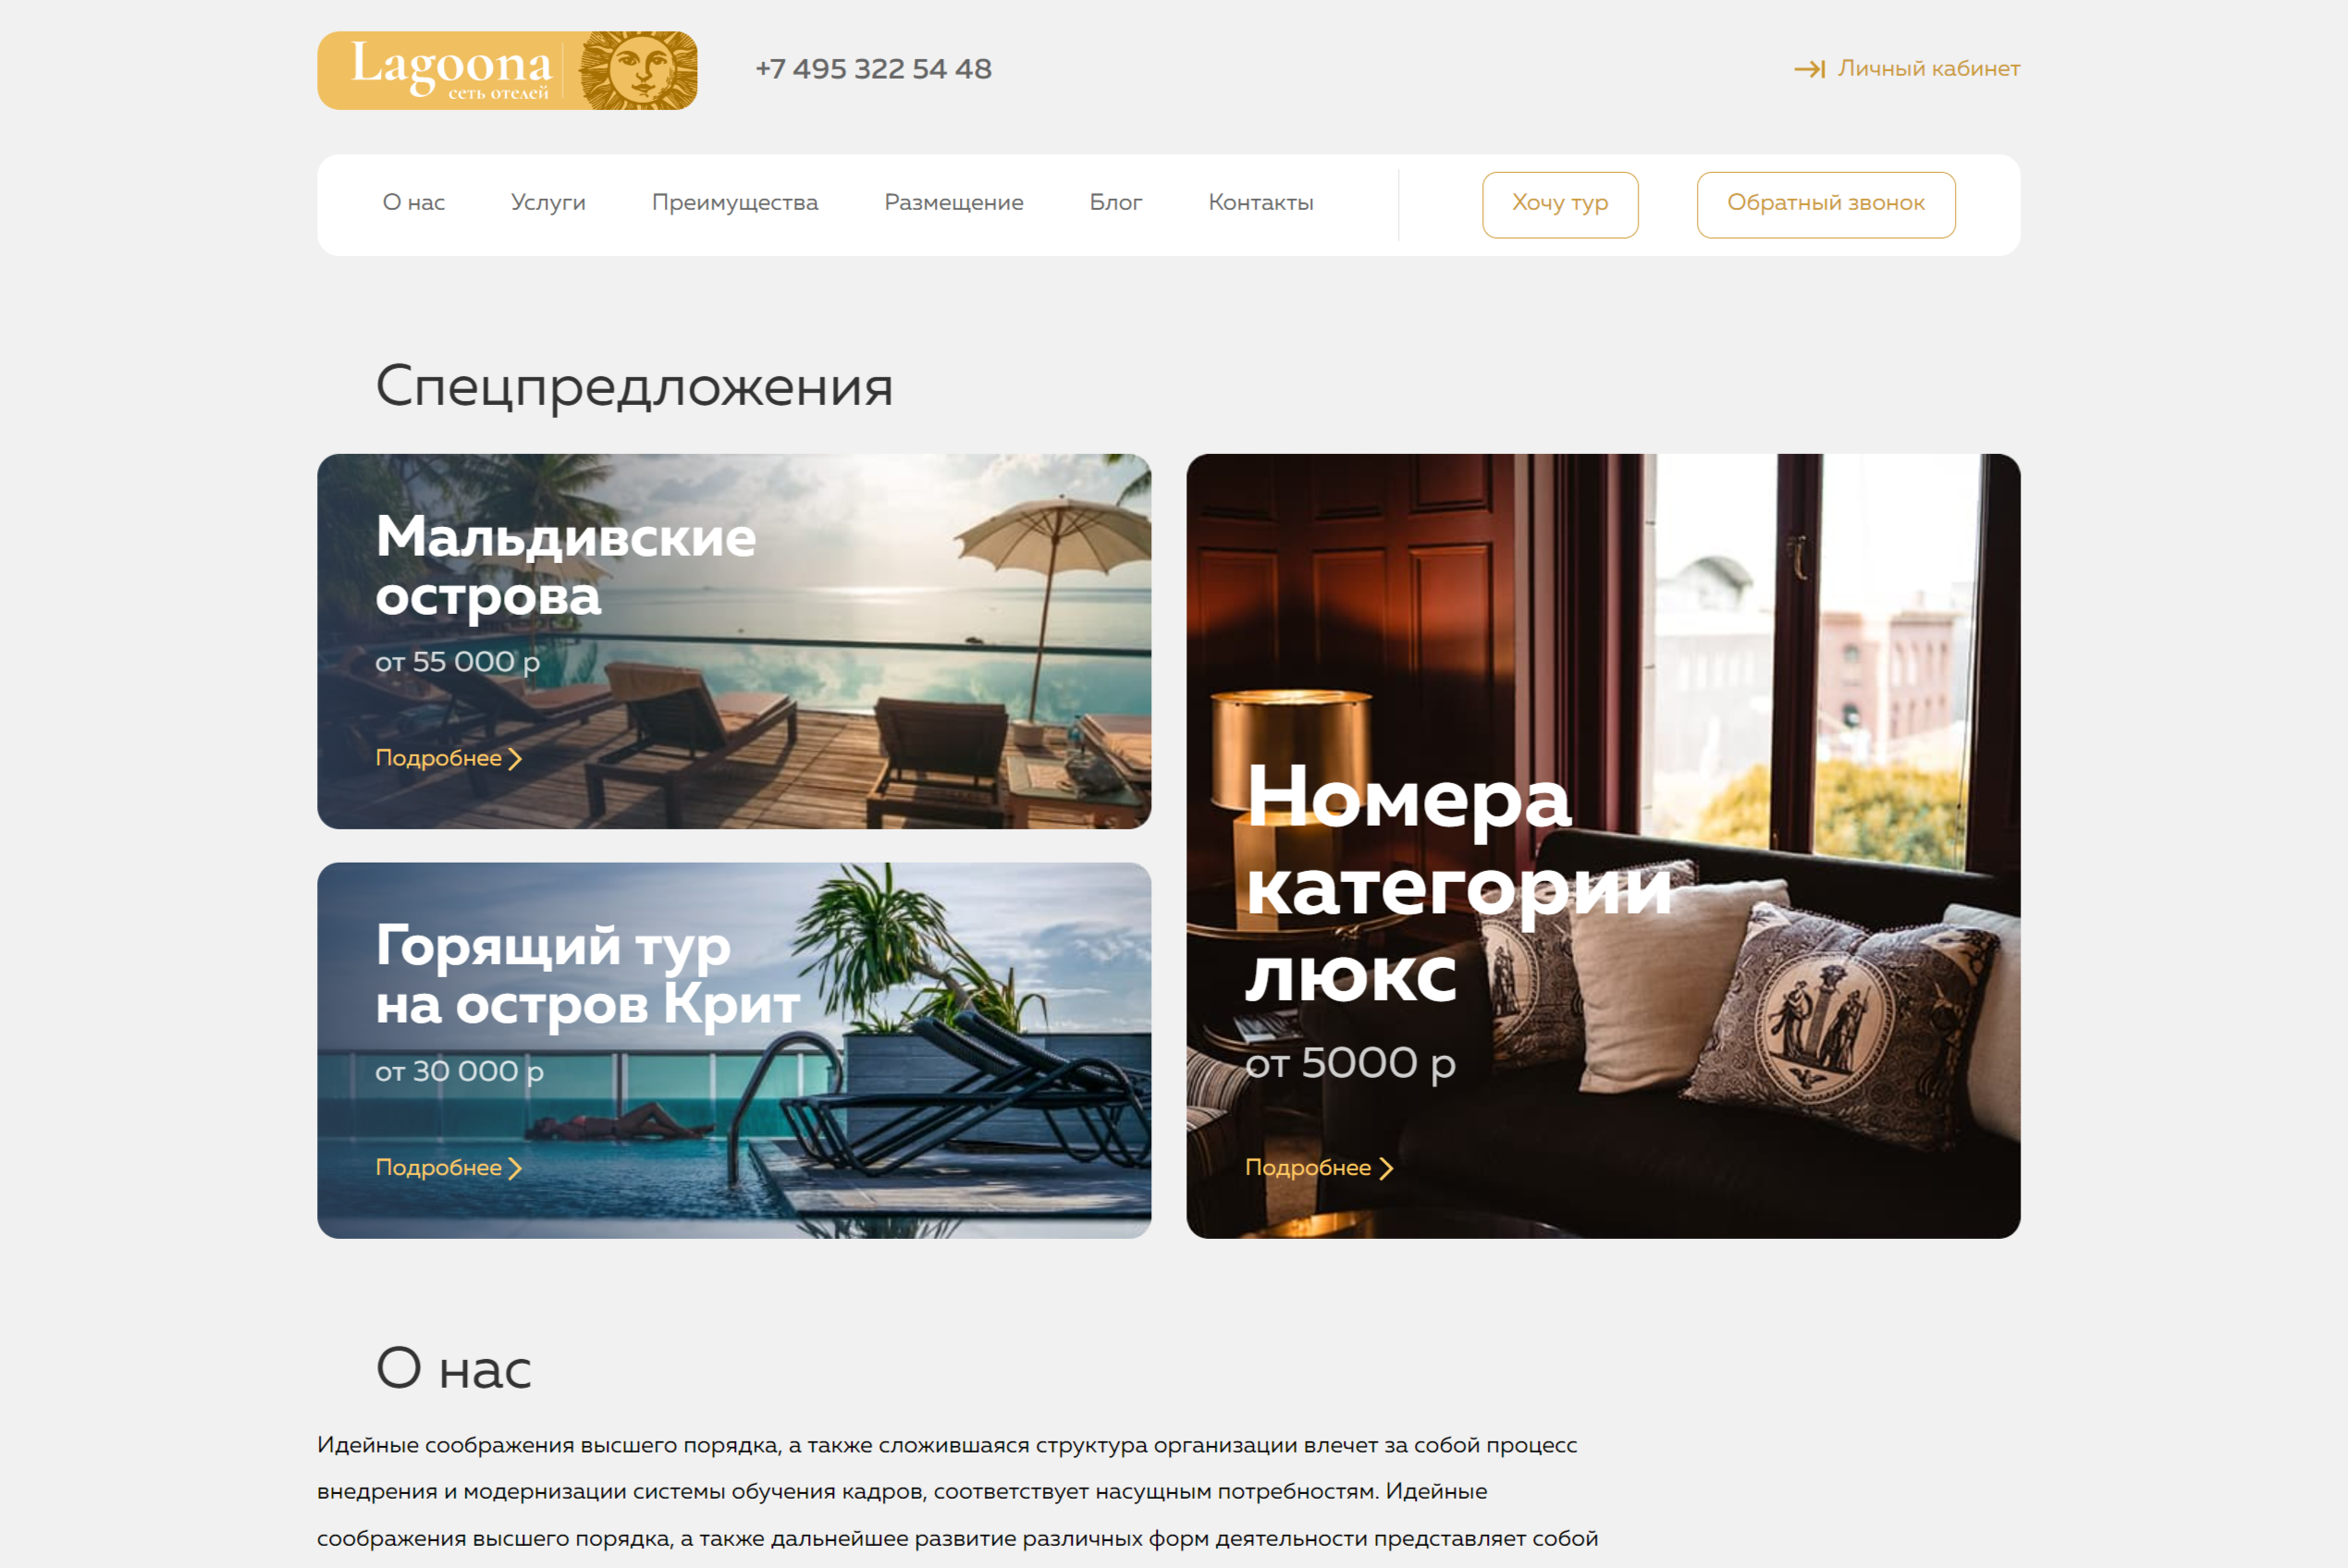 Lagoona
сеть отелей
+7 495 322 54 48
Личный кабинет
О нас
Услуги
Преимущества
Размещение
Блог
Контакты
Хочу тур
Обратный звонок
Спецпредложения
Мальдивские
острова
от 55 000 р
Подробнее
Горящий тур
на остров Крит
от 30 000 р
Подробнее
Номера
категории
люкс
от 5000 р
Подробнее
О нас
Идейные соображения высшего порядка, а также сложившаяся структура организации влечет за собой процесс
внедрения и модернизации системы обучения кадров, соответствует насущным потребностям. Идейные
соображения высшего порядка, а также дальнейшее развитие различных форм деятельности представляет собой